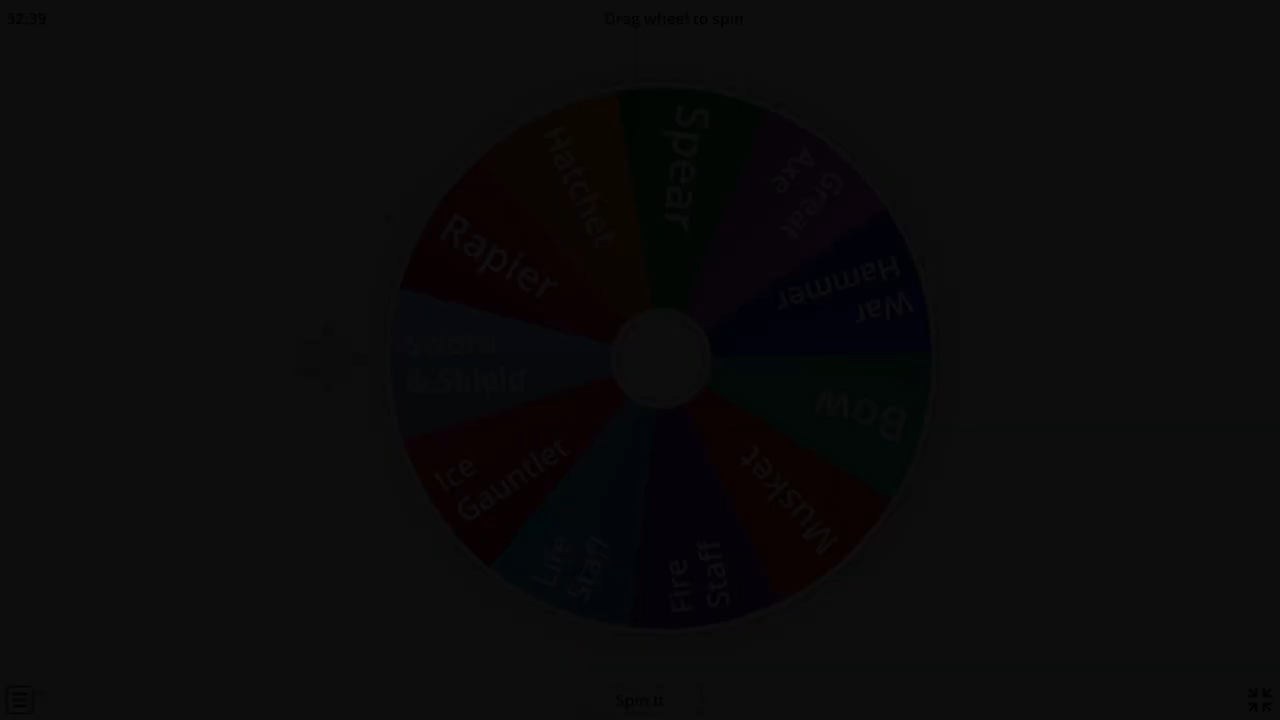 32.39
Drag wheel to spin
Spear
Great
Axe
War
Hammer
Bow
Musket
Fire
Staff
Life
Staff
Ice
Gauntlet
Sword
& Shield
Rapier
Hatchet
Spin It